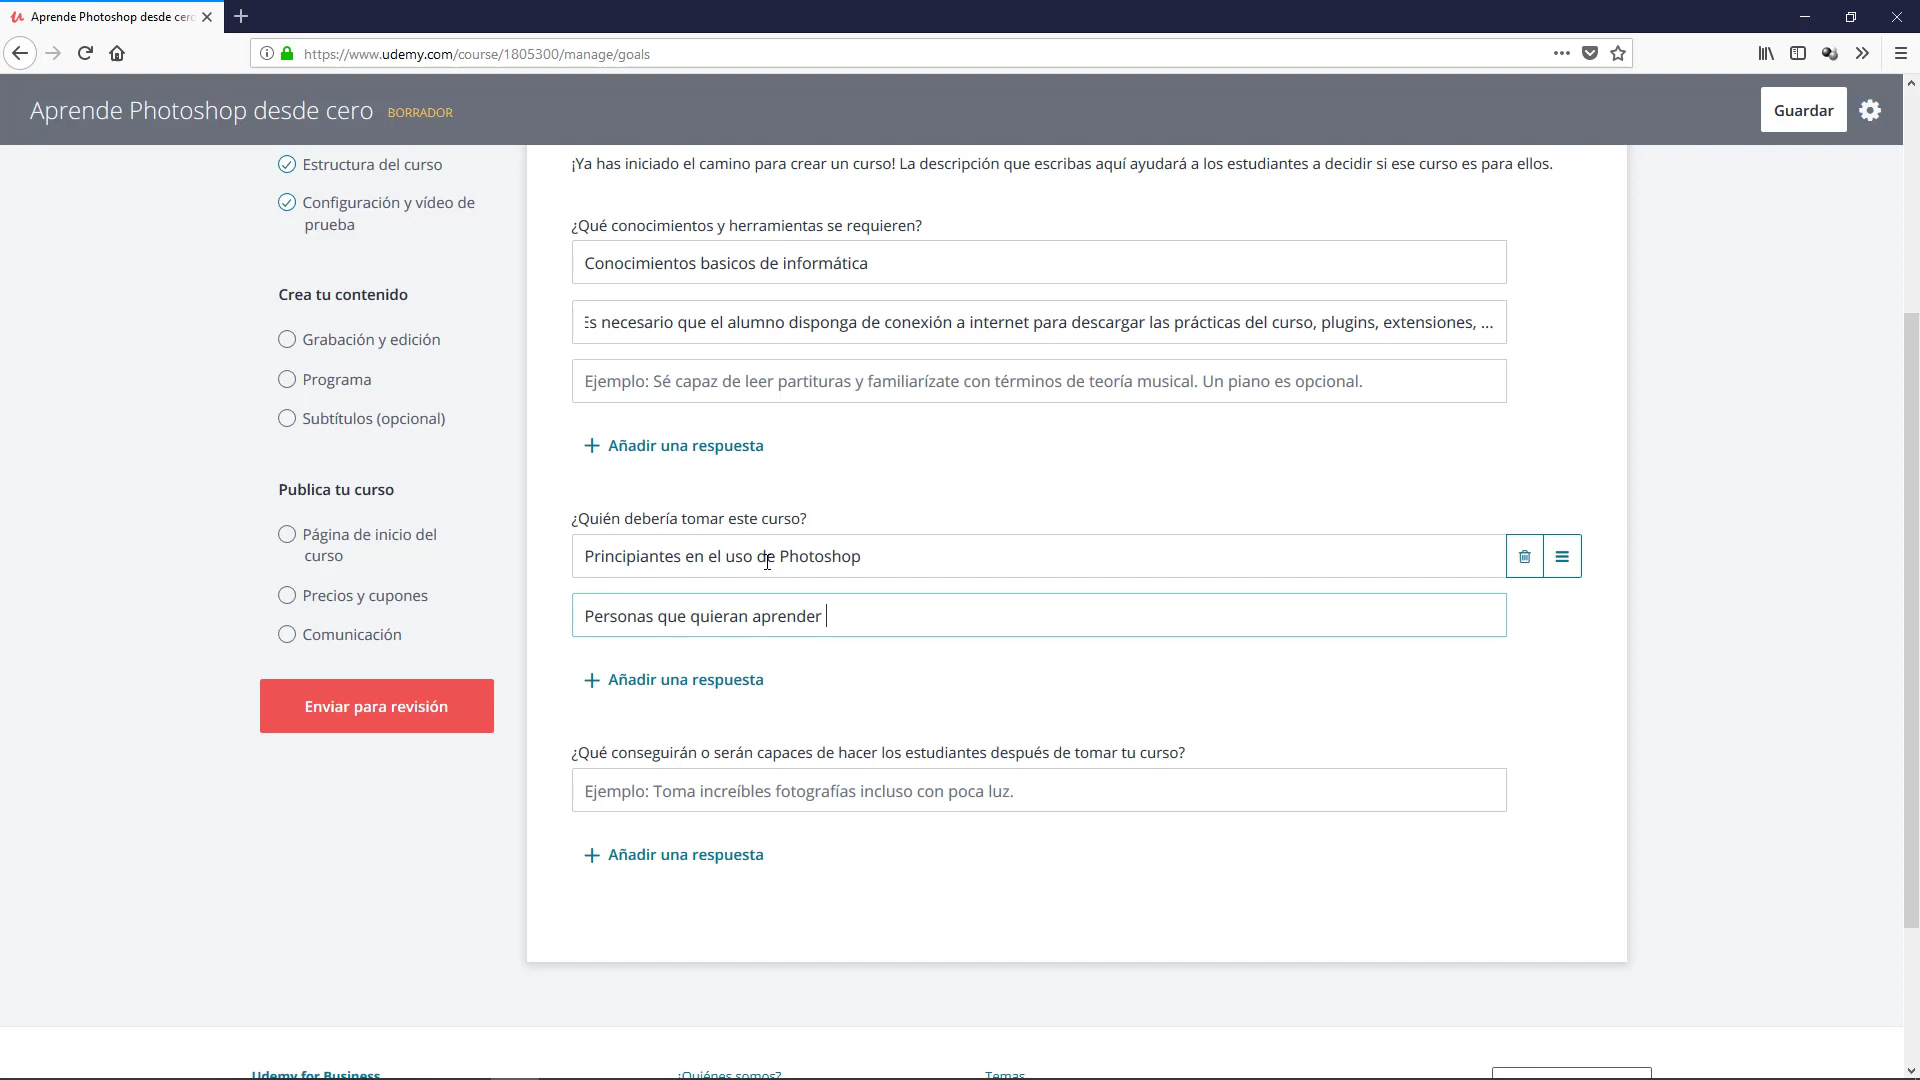 Aprende Photoshop desde cero
https://www.udemy.com/course/1805300/manage/goals
Aprende Photoshop desde cero BORRADOR
Guardar
Estructura del curso
Configuración y vídeo de
prueba
Crea tu contenido
Grabación y edición
Programa
Subtítulos (opcional)
Publica tu curso
Página de inicio del
curso
Precios y cupones
Comunicación
Enviar para revisión
¡Ya has iniciado el camino para crear un curso! La descripción que escribas aquí ayudará a los estudiantes a decidir si ese curso es para ellos.
¿Qué conocimientos y herramientas se requieren?
Conocimientos basicos de informática
Es necesario que el alumno disponga de conexión a internet para descargar las prácticas del curso, plugins, extensiones, ...
Ejemplo: Sé capaz de leer partituras y familiarízate con términos de teoría musical. Un piano es opcional.
Añadir una respuesta
¿Quién debería tomar este curso?
Principiantes en el uso de Photoshop
Personas que quieran aprender
Añadir una respuesta
¿Qué conseguirán o serán capaces de hacer los estudiantes después de tomar tu curso?
Ejemplo: Toma increíbles fotografías incluso con poca luz.
Añadir una respuesta
Udemy for Business
¿Quiénes somos?
Temas